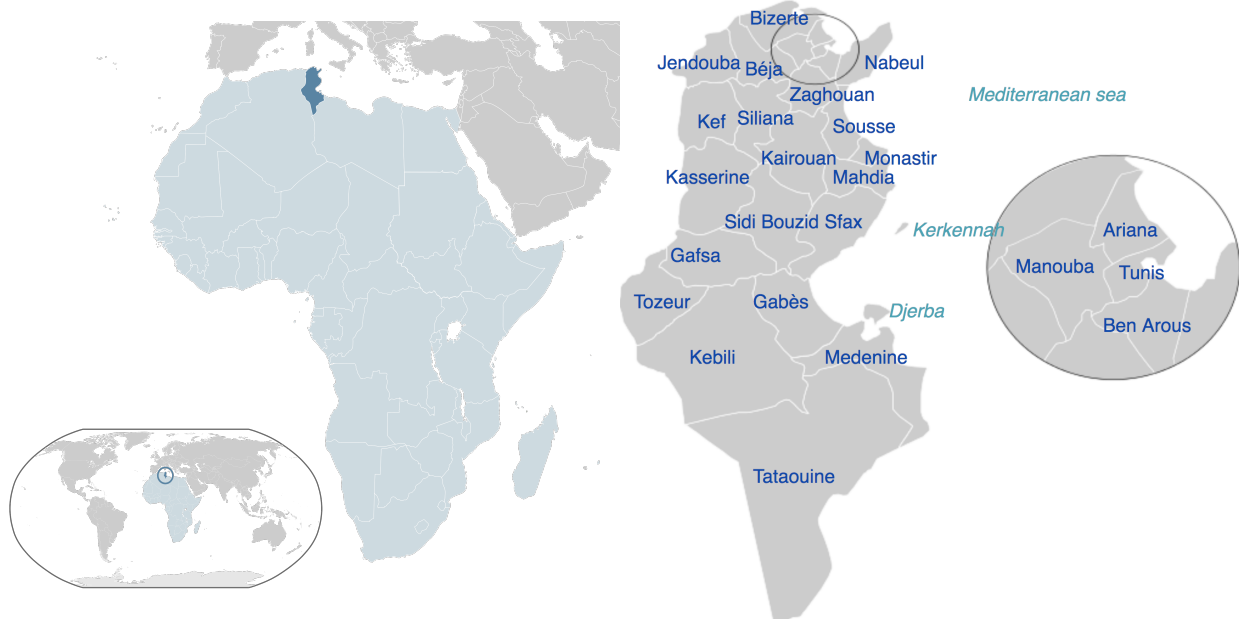 Bizerte
Jendouba
Béja
Nabeul
Zaghouan
Mediterranean sea
Kef
Siliana
Sousse
Kairouan
Monastir
Kasserine
Mahdia
Sidi Bouzid
Sfax
Kerkennah
Gafsa
Tozeur
Gabès
Djerba
Kebili
Medenine
Tataouine
Ariana
Manouba
Tunis
Ben Arous